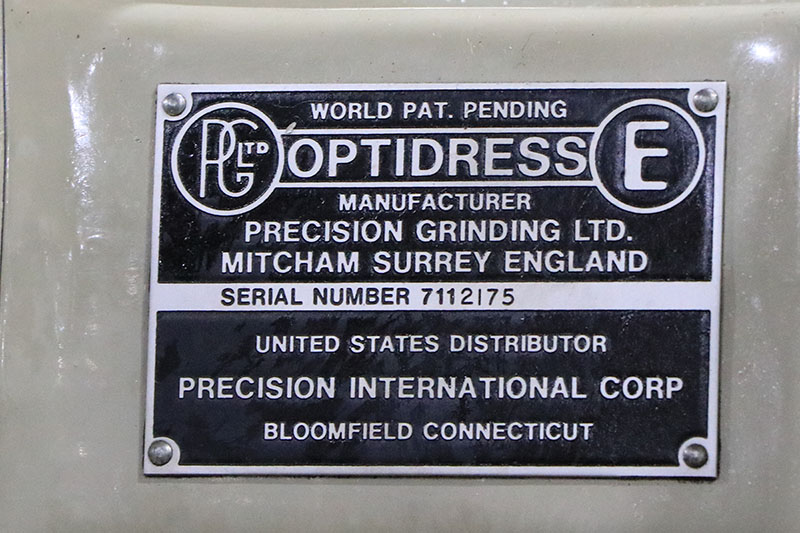 WORLD PAT. PENDING
PG LTD
OPTIDRESS
E
MANUFACTURER
PRECISION GRINDING LTD.
MITCHAM SURREY ENGLAND
SERIAL NUMBER 7112175
UNITED STATES DISTRIBUTOR
PRECISION INTERNATIONAL CORP
BLOOMFIELD CONNECTICUT